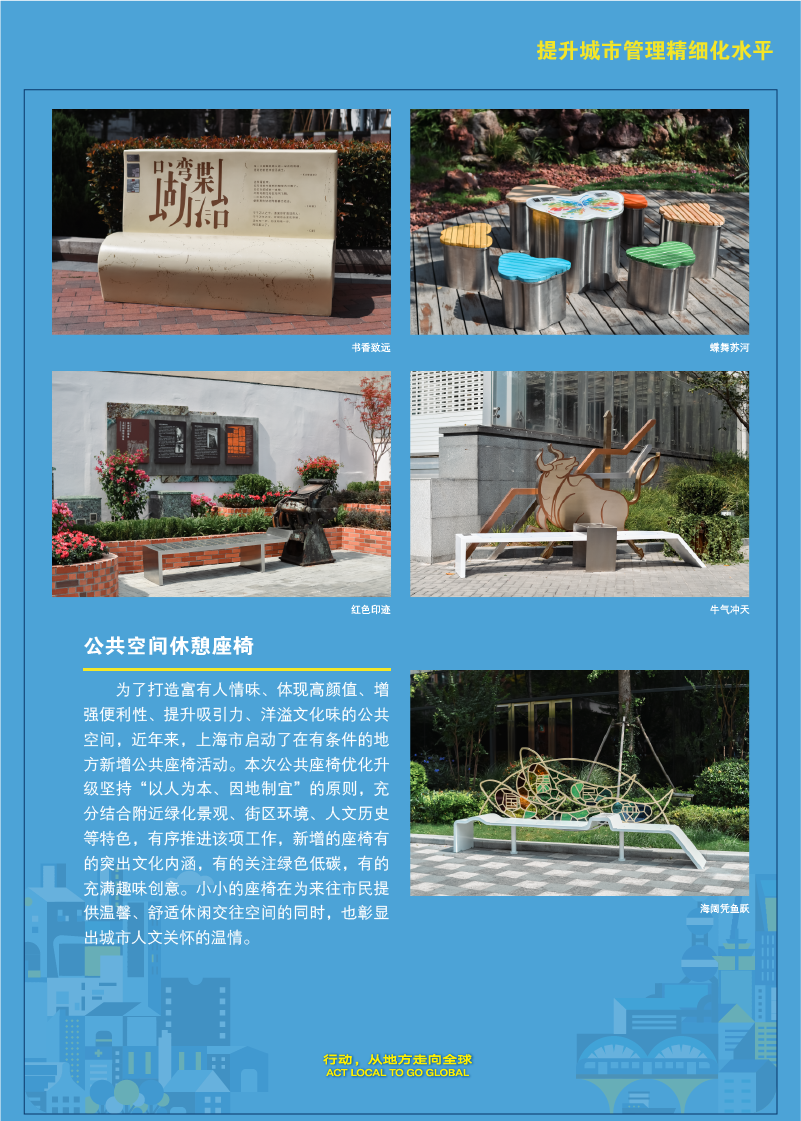 提升城市管理精细化水平
书香致远
蝶舞苏河
红色印迹
牛气冲天
公共空间休憩座椅
为了打造富有人情味、体现高颜值、增
强便利性、提升吸引力、洋溢文化味的公共
空间，近年来，上海市启动了在有条件的地
方新增公共座椅活动。本次公共座椅优化升
级坚持“以人为本、因地制宜”的原则，充
分结合附近绿化景观、街区环境、人文历史
等特色，有序推进该项工作，新增的座椅有
的突出文化内涵，有的关注绿色低碳，有的
充满趣味创意。小小的座椅在为来往市民提
供温馨、舒适休闲交往空间的同时，也彰显
出城市人文关怀的温情。
海阔凭鱼跃
行动，从地方走向全球
ACT LOCAL TO GO GLOBAL